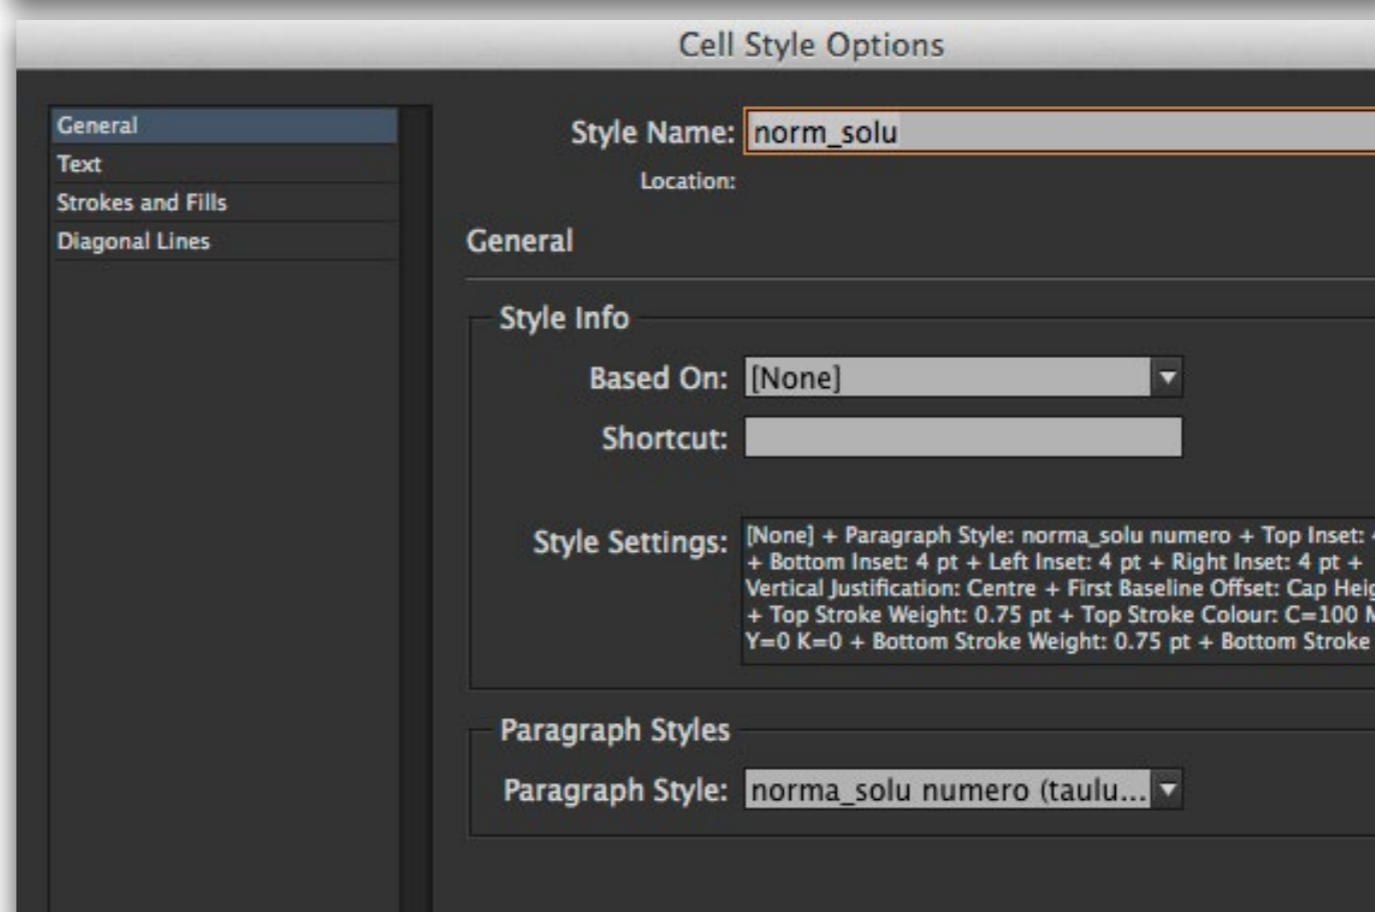 Cell Style Options
General
Text
Strokes and Fills
Diagonal Lines
Style Name: norm_solu
Location:
General
Style Info
Based On: [None]
Shortcut:
Style Settings: [None] + Paragraph Style: norma_solu numero + Top Inset: 4
+ Bottom Inset: 4 pt + Left Inset: 4 pt + Right Inset: 4 pt +
Vertical Justification: Centre + First Baseline Offset: Cap Heig
+ Top Stroke Weight: 0.75 pt + Top Stroke Colour: C=100 M
Y=0 K=0 + Bottom Stroke Weight: 0.75 pt + Bottom Stroke
Paragraph Styles
Paragraph Style: norma_solu numero (taulu...